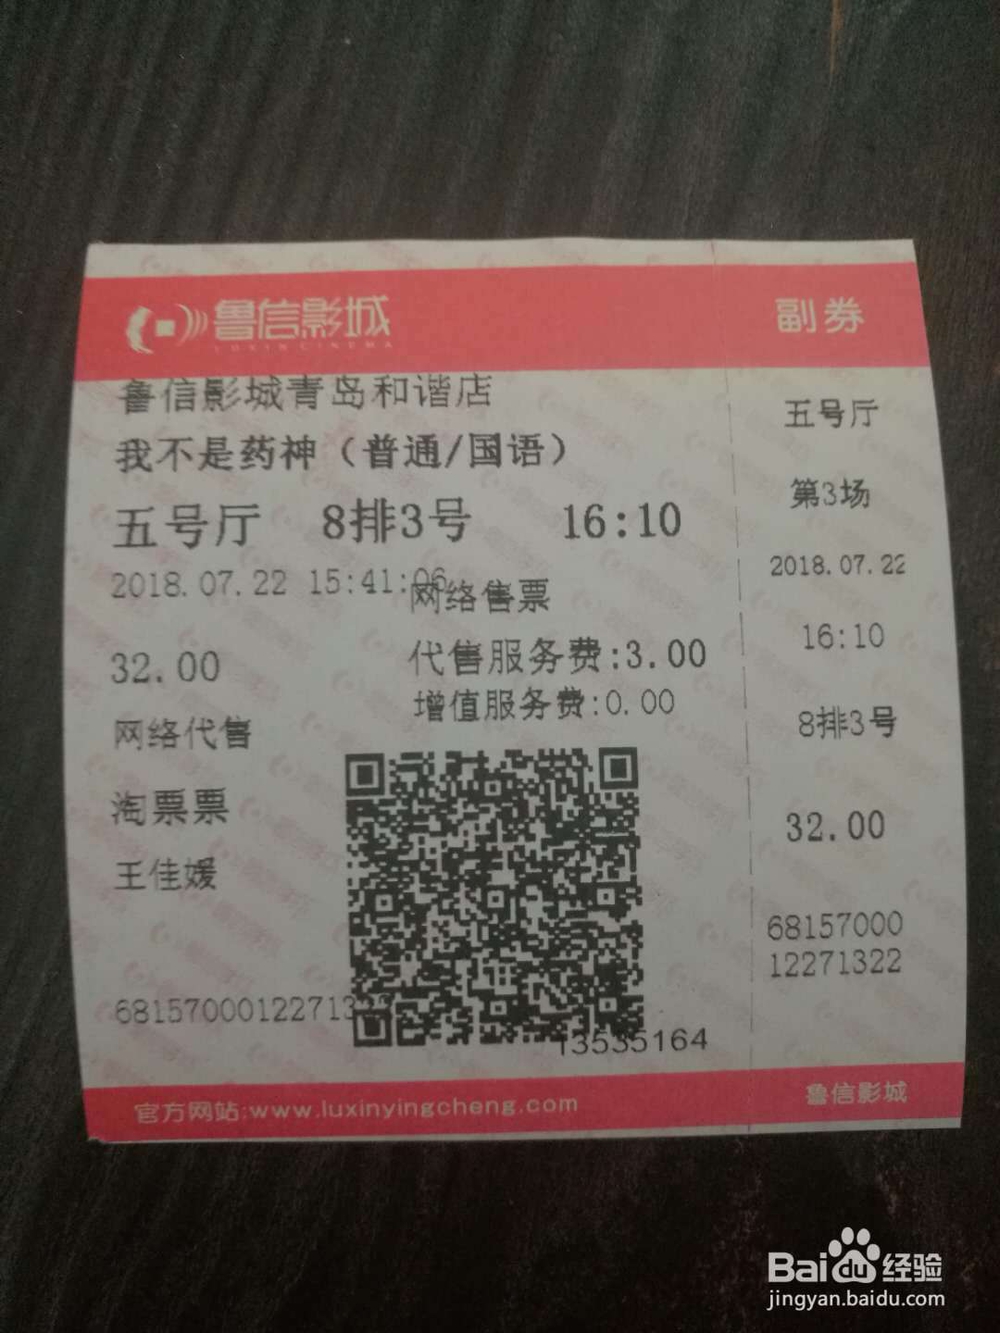 鲁信影城
LUXIN CINEMA
副券
鲁信影城青岛和谐店
我不是药神（普通/国语）
五号厅 8排3号 16:10
2018.07.22 15:41:06
网络售票
32.00
代售服务费:3.00
增值服务费:0.00
网络代售
淘票票
王佳媛
681570001227132
13535164
五号厅
第3场
2018.07.22
16:10
8排3号
32.00
68157000
12271322
官方网站:www.luxinyingcheng.com
鲁信影城
Baidu经验
jingyan.baidu.com